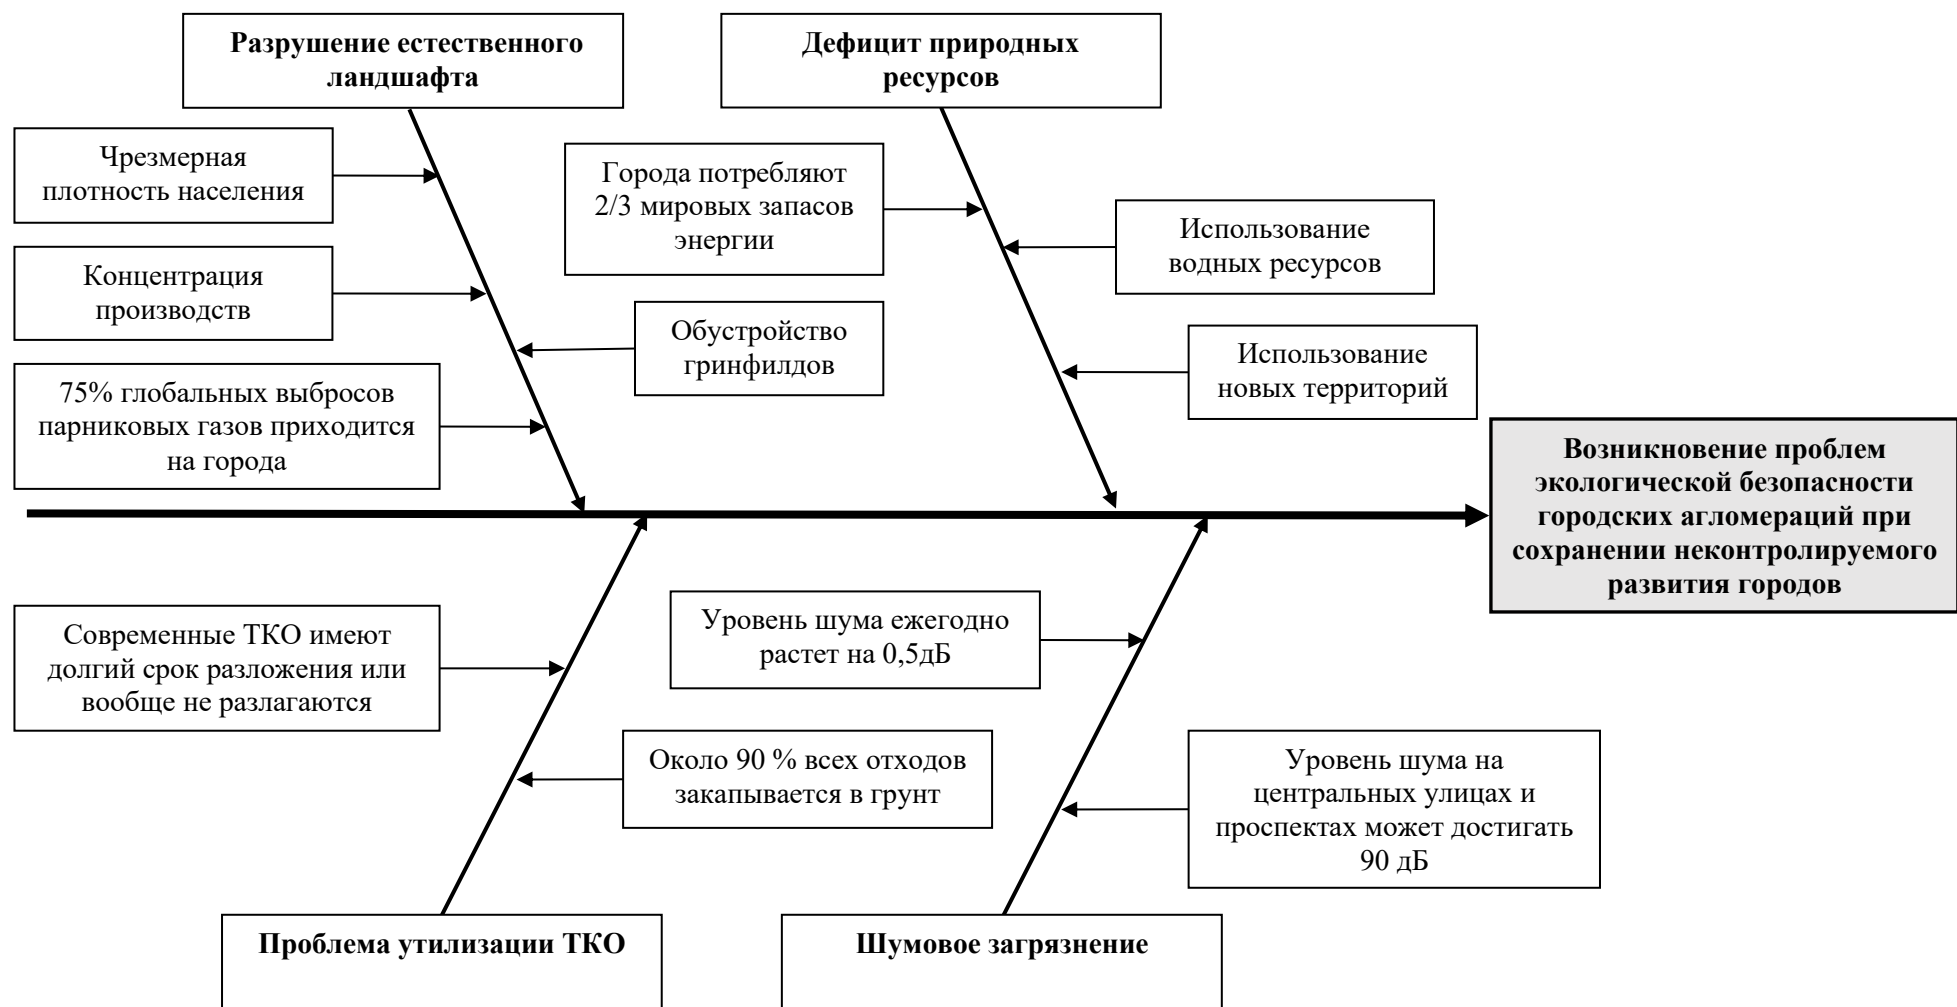 Разрушение естественного
ландшафта
Дефицит природных
ресурсов
Чрезмерная
плотность населения
Города потребляют
2/3 мировых запасов
энергии
Использование
водных ресурсов
Концентрация
производств
Обустройство
гринфилдов
Использование
новых территорий
75% глобальных выбросов
парниковых газов приходится
на города
Возникновение проблем
экологической безопасности
городских агломераций при
сохранении неконтролируемого
развития городов
Современные ТКО имеют
долгий срок разложения или
вообще не разлагаются
Уровень шума ежегодно
растет на 0,5дБ
Около 90 % всех отходов
закапывается в грунт
Уровень шума на
центральных улицах и
проспектах может достигать
90 дБ
Проблема утилизации ТКО
Шумовое загрязнение